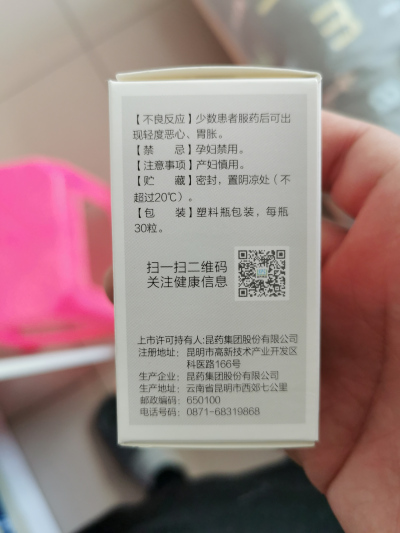 【不良反应】少数患者服药后可出
现轻度恶心、胃胀。
【禁　　忌】孕妇禁用。
【注意事项】产妇慎用。
【贮　　藏】密封，置阴凉处（不
超过20℃）。
【包　　装】塑料瓶包装，每瓶
30粒。
扫一扫二维码
关注健康信息
上市许可持有人：昆药集团股份有限公司
注册地址：昆明市高新技术产业开发区
科医路166号
生产企业：昆药集团股份有限公司
生产地址：云南省昆明市西郊七公里
邮政编码：650100
电话号码：0871-68319868